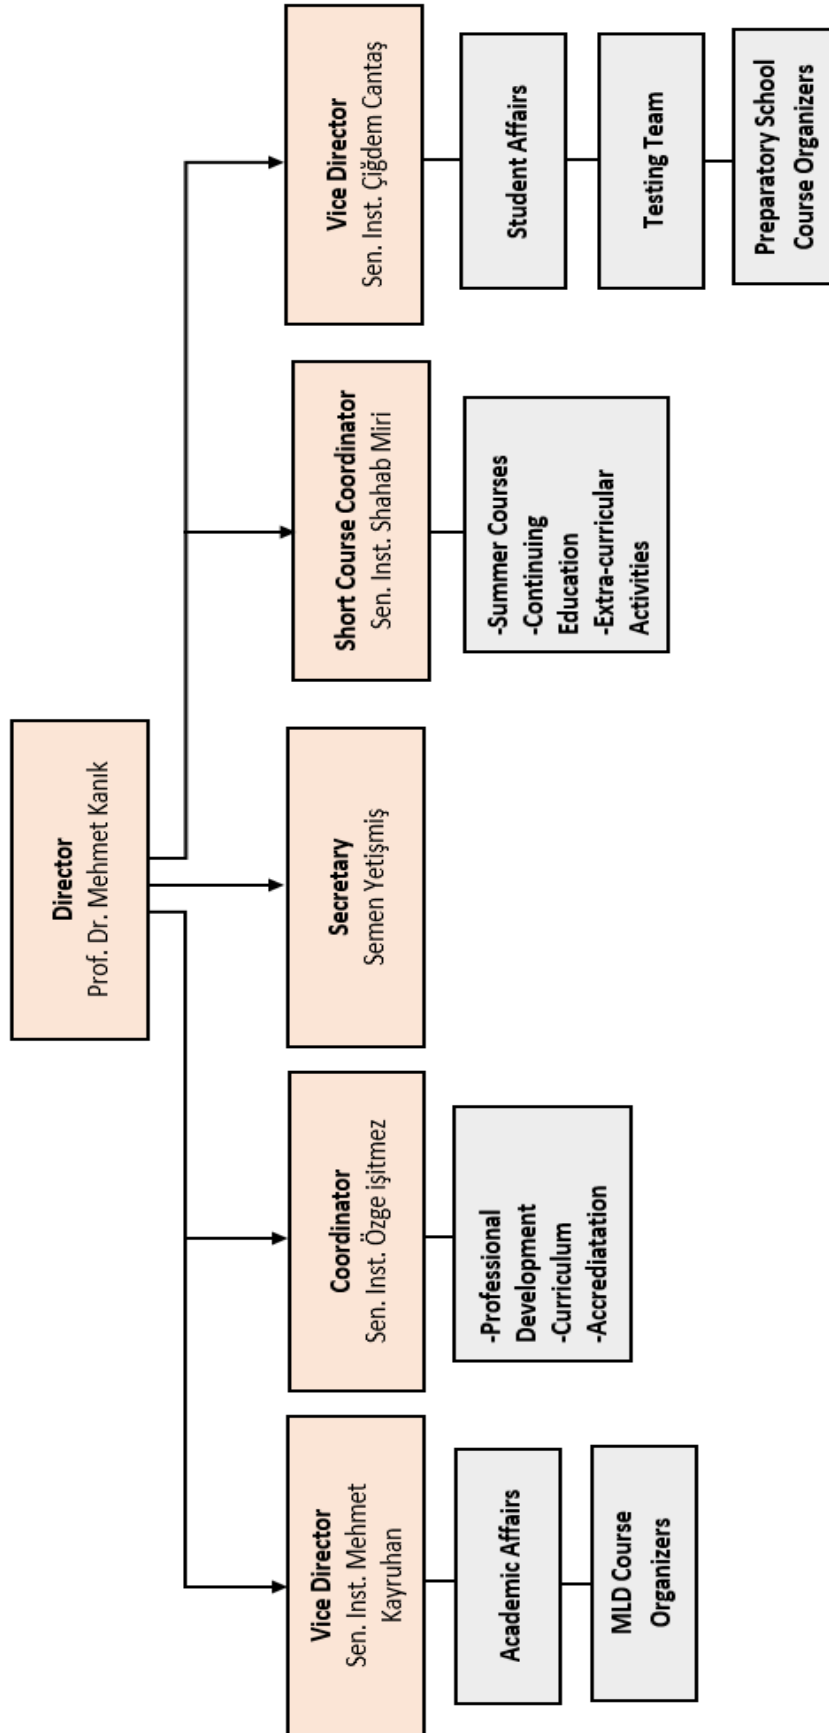 Director
Prof. Dr. Mehmet Kanık
Vice Director
Sen. Inst. Mehmet
Kayruhan
Academic Affairs
MLD Course
Organizers
Coordinator
Sen. Inst. Özge işitmez
-Professional
Development
-Curriculum
-Accrediatation
Secretary
Semen Yetişmiş
Short Course Coordinator
Sen. Inst. Shahab Miri
-Summer Courses
-Continuing
Education
-Extra-curricular
Activities
Vice Director
Sen. Inst. Çiğdem Cantaş
Student Affairs
Testing Team
Preparatory School
Course Organizers